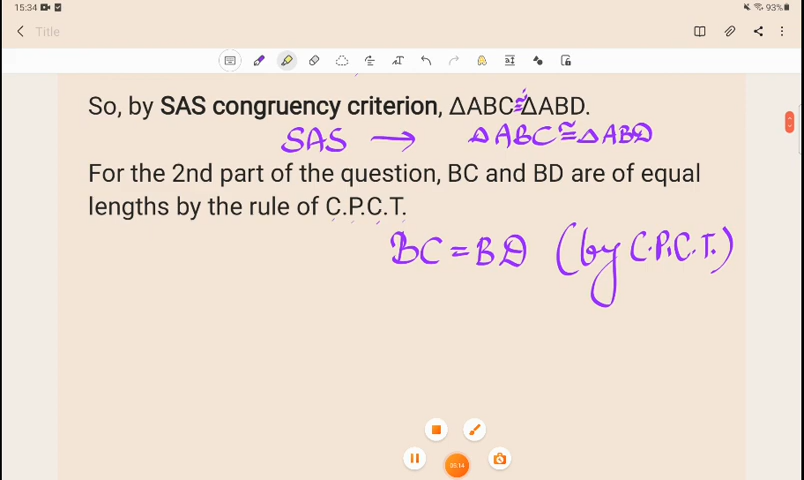 15:34 93%
Title
So, by SAS congruency criterion, ΔABC≅ΔABD.
SAS → ΔABC≅ΔABD
For the 2nd part of the question, BC and BD are of equal
lengths by the rule of C.P.C.T.
BC=BD (by C.P.C.T.)